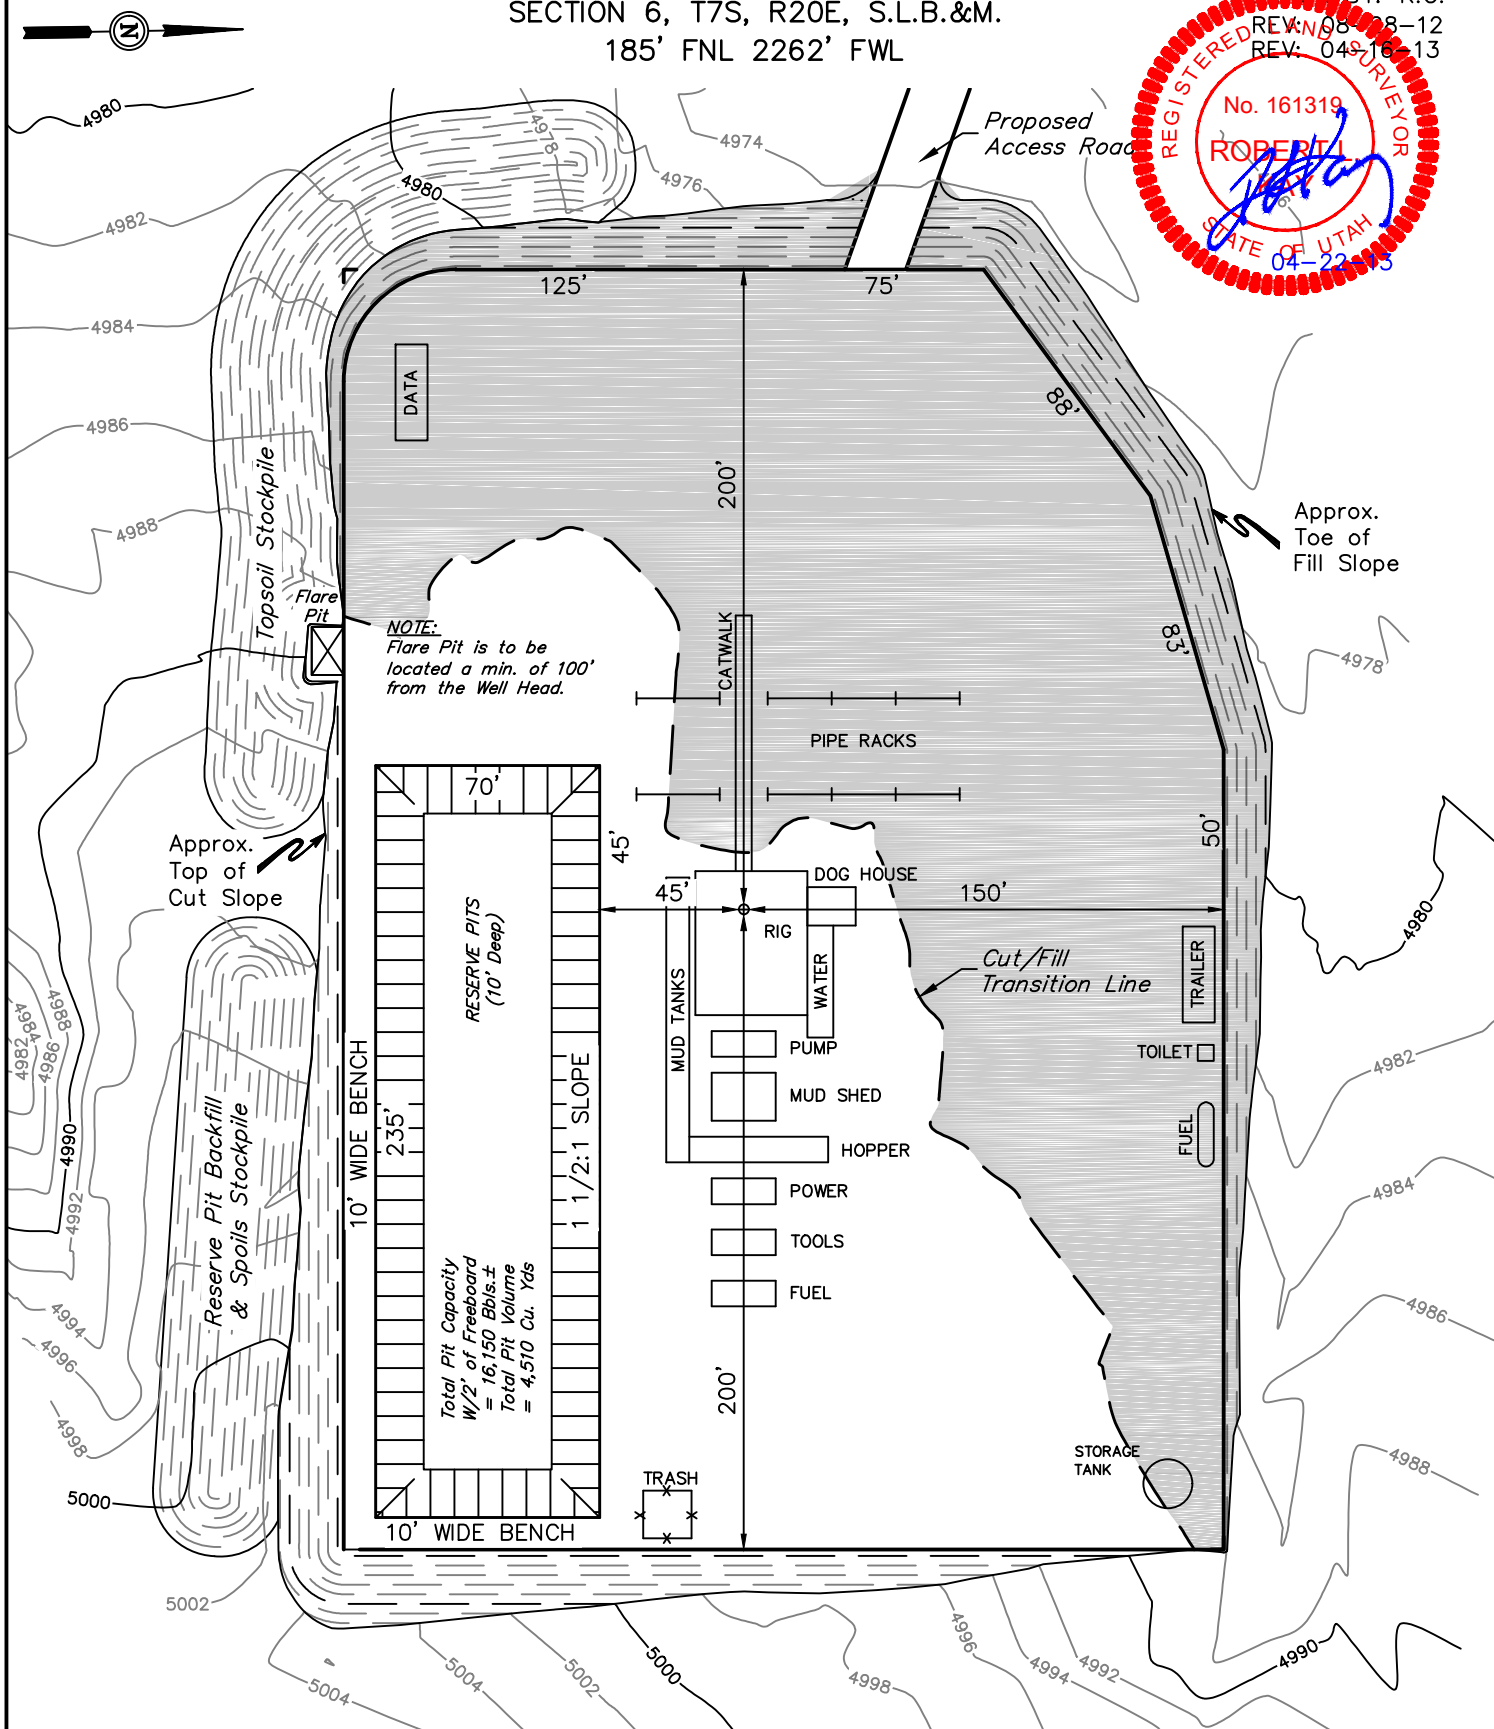 SECTION 6, T7S, R20E, S.L.B.&M.
185' FNL 2262' FWL
REV: 08-28-12
REV: 04-16-13
N
REGISTERED LAND SURVEYOR
No. 161319
ROBERT L.
KAY
STATE OF UTAH
04-22-13
Proposed
Access Road
4980
4978
4974
4976
4980
4982
4984
4986
4988
125'
75'
DATA
200'
88'
83'
Approx.
Toe of
Fill Slope
Topsoil Stockpile
Flare
Pit
NOTE:
Flare Pit is to be
located a min. of 100'
from the Well Head.
CATWALK
PIPE RACKS
4978
70'
45'
50'
Approx.
Top of
Cut Slope
45'
DOG HOUSE
150'
RIG
RESERVE PITS
(10' Deep)
Cut/Fill
Transition Line
MUD TANKS
WATER
TRAILER
4980
4984
4982
4988
4986
4990
4992
PUMP
TOILET
4982
MUD SHED
10' WIDE BENCH
235'
1 1/2:1 SLOPE
FUEL
HOPPER
POWER
4984
Reserve Pit Backfill
& Spoils Stockpile
TOOLS
FUEL
4986
4994
4996
4998
Total Pit Capacity
W/2' of Freeboard
= 16,150 Bbls.±
Total Pit Volume
= 4,510 Cu. Yds
200'
STORAGE
TANK
4988
TRASH
5000
10' WIDE BENCH
5002
5004
5004
5002
5000
4998
4996
4994
4992
4990